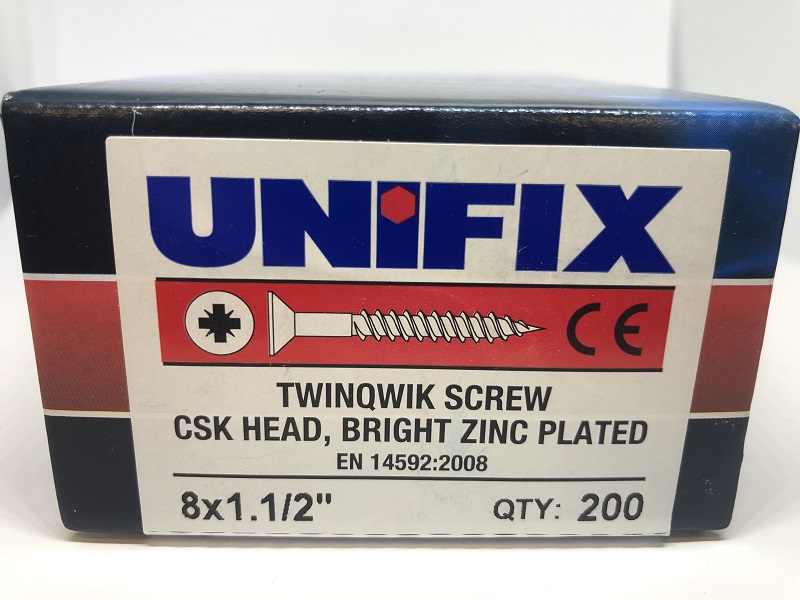 UNiFIX
CE
TWINQWIK SCREW
CSK HEAD, BRIGHT ZINC PLATED
EN 14592:2008
8x1.1/2" QTY: 200